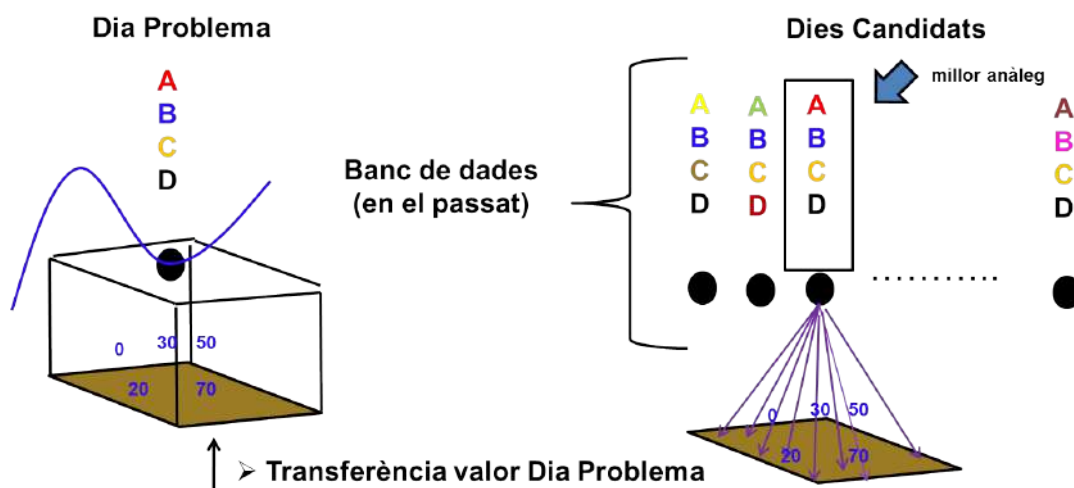 Dia Problema
A
B
C
D
0 30 50
20 70
Dies Candidats
millor anàleg
Banc de dades
(en el passat)
A A A A
B B B B
C C C C
D D D D
0 30 50
20 70
➢ Transferència valor Dia Problema